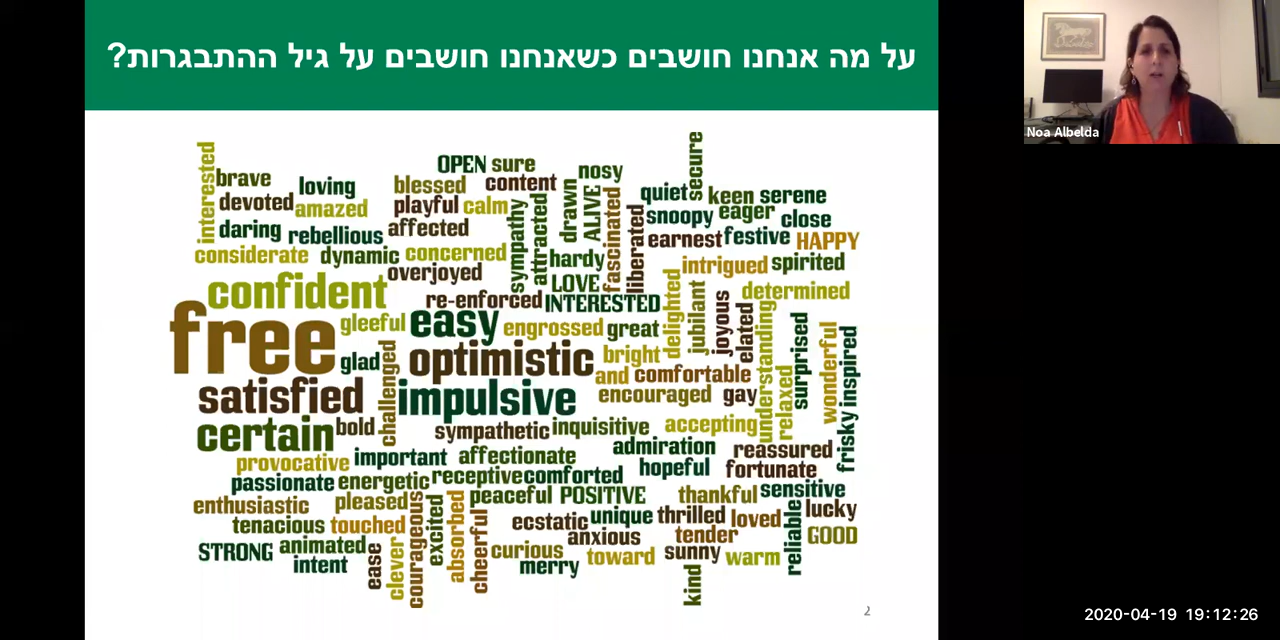 על מה אנחנו חושבים כשאנחנו חושבים על גיל ההתבגרות?
Noa Albelda
interested
brave
loving
devoted
amazed
daring
rebellious
considerate
dynamic
concerned
OPEN
sure
blessed
content
playful
calm
affected
overjoyed
sympathy
attracted
drawn
ALIVE
nosy
fascinated
liberated
hardy
LOVE
re-enforced
INTERESTED
secure
quiet
keen
serene
snoopy
eager
close
earnest
festive
HAPPY
intrigued
spirited
determined
confident
free
gleeful
easy
engrossed
great
delighted
jubilant
joyous
elated
understanding
surprised
wonderful
inspired
glad
challenged
optimistic
bright
and
comfortable
encouraged
gay
relaxed
frisky
satisfied
impulsive
certain
bold
sympathetic
inquisitive
accepting
provocative
important
affectionate
admiration
reassured
hopeful
fortunate
passionate
energetic
receptive
comforted
enthusiastic
pleased
peaceful
POSITIVE
thankful
sensitive
tenacious
touched
courageous
excited
absorbed
cheerful
ecstatic
unique
thrilled
loved
reliable
lucky
anxious
tender
GOOD
STRONG
animated
intent
ease
clever
curious
merry
toward
sunny
warm
kind
2
2020-04-19 19:12:26